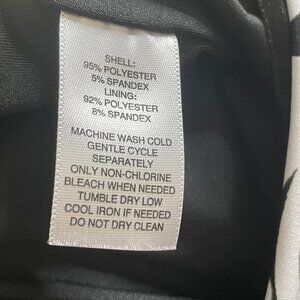 SHELL:
95% POLYESTER
5% SPANDEX
LINING:
92% POLYESTER
8% SPANDEX
MACHINE WASH COLD
GENTLE CYCLE
SEPARATELY
ONLY NON-CHLORINE
BLEACH WHEN NEEDED
TUMBLE DRY LOW
COOL IRON IF NEEDED
DO NOT DRY CLEAN